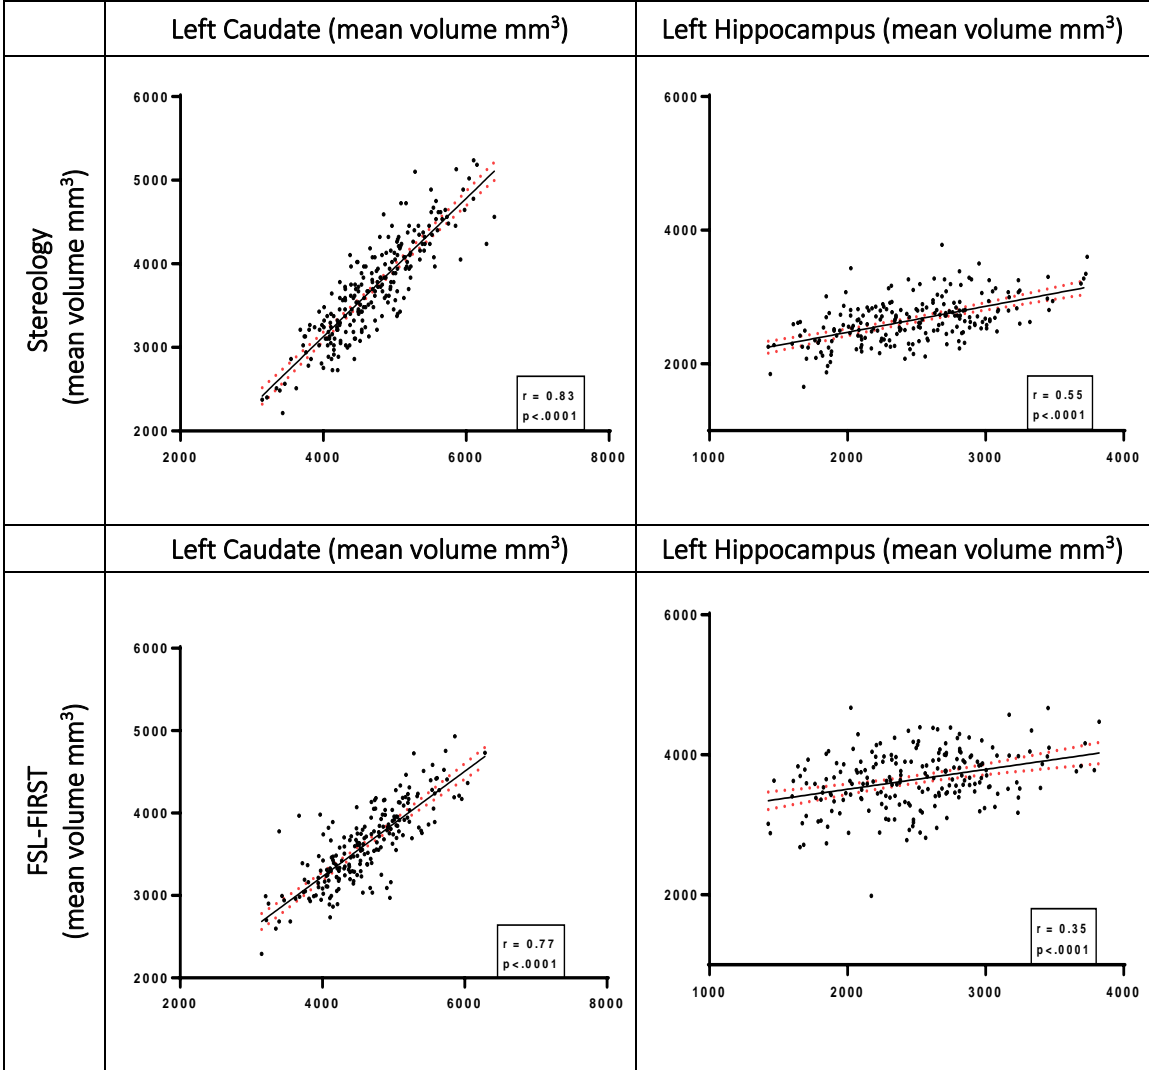 Left Caudate (mean volume mm³)
Left Hippocampus (mean volume mm³)
Stereology
(mean volume mm³)
6000
5000
4000
3000
2000
r = 0.83
p<.0001
2000
4000
6000
8000
6000
4000
2000
r = 0.55
p<.0001
1000
2000
3000
4000
Left Caudate (mean volume mm³)
Left Hippocampus (mean volume mm³)
FSL-FIRST
(mean volume mm³)
6000
5000
4000
3000
2000
r = 0.77
p<.0001
2000
4000
6000
8000
6000
4000
2000
r = 0.35
p<.0001
1000
2000
3000
4000